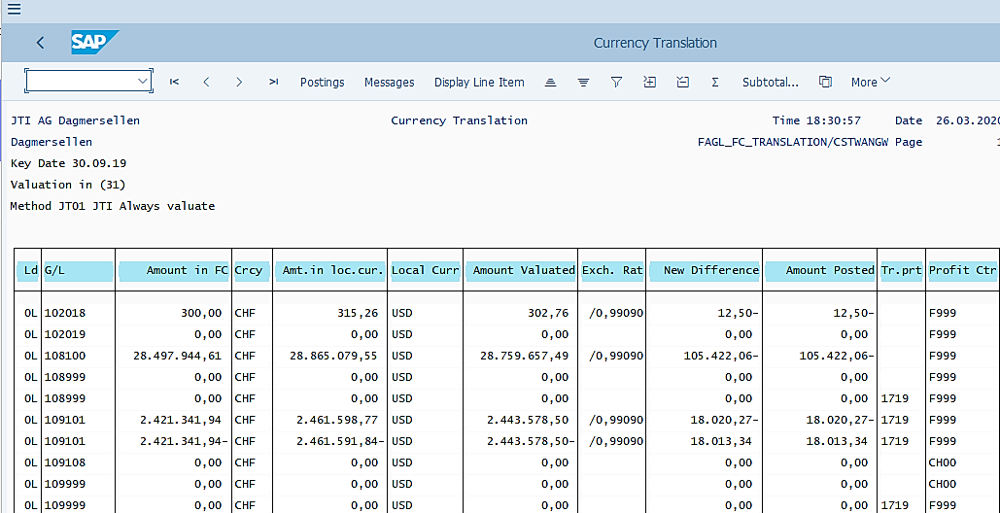 SAP
Currency Translation
Postings Messages Display Line Item Σ Subtotal... More
JTI AG Dagmersellen Currency Translation Time 18:30:57 Date 26.03.2020
Dagmersellen FAGL_FC_TRANSLATION/CSTWANGW Page 1
Key Date 30.09.19
Valuation in (31)
Method JT01 JTI Always valuate
Ld G/L Amount in FC Crcy Amt.in loc.cur. Local Curr Amount Valuated Exch. Rat New Difference Amount Posted Tr.prt Profit Ctr
0L 102018 300,00 CHF 315,26 USD 302,76 /0,99090 12,50- 12,50- F999
0L 102019 0,00 CHF 0,00 USD 0,00 0,00 0,00 F999
0L 108100 28.497.944,61 CHF 28.865.079,55 USD 28.759.657,49 /0,99090 105.422,06- 105.422,06- F999
0L 108999 0,00 CHF 0,00 USD 0,00 0,00 0,00 F999
0L 108999 0,00 CHF 0,00 USD 0,00 0,00 0,00 1719 F999
0L 109101 2.421.341,94 CHF 2.461.598,77 USD 2.443.578,50 /0,99090 18.020,27- 18.020,27- 1719 F999
0L 109101 2.421.341,94- CHF 2.461.591,84- USD 2.443.578,50- /0,99090 18.013,34 18.013,34 1719 F999
0L 109108 0,00 CHF 0,00 USD 0,00 0,00 0,00 CH00
0L 109999 0,00 CHF 0,00 USD 0,00 0,00 0,00 CH00
0L 109999 0,00 CHF 0,00 USD 0,00 0,00 0,00 1719 F999